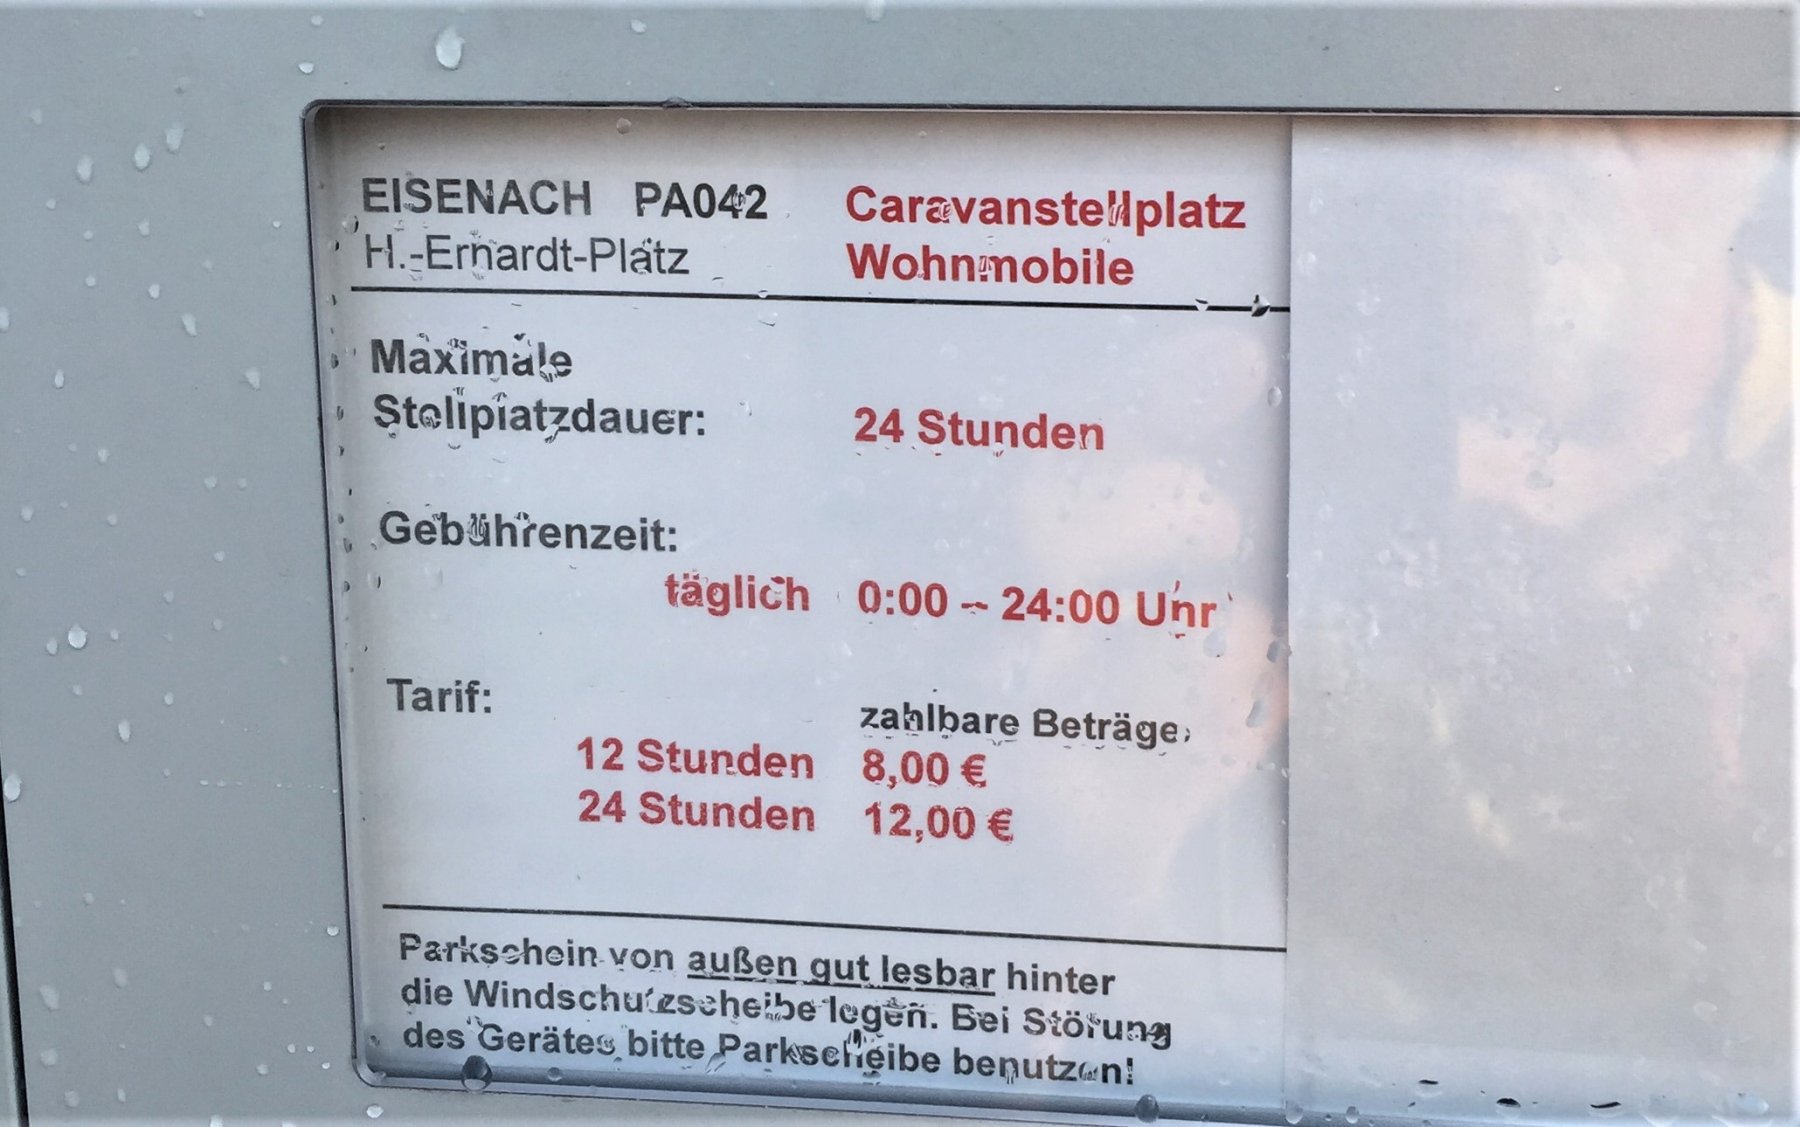 EISENACH PA042 Caravanstellplatz
H.-Erhardt-Platz Wohnmobile
Maximale
Stellplatzdauer: 24 Stunden
Gebührenzeit:
täglich 0:00 – 24:00 Uhr
Tarif: zahlbare Beträge
12 Stunden 8,00 €
24 Stunden 12,00 €
Parkschein von außen gut lesbar hinter
die Windschutzscheibe legen. Bei Störung
des Gerätes bitte Parkscheibe benutzen!